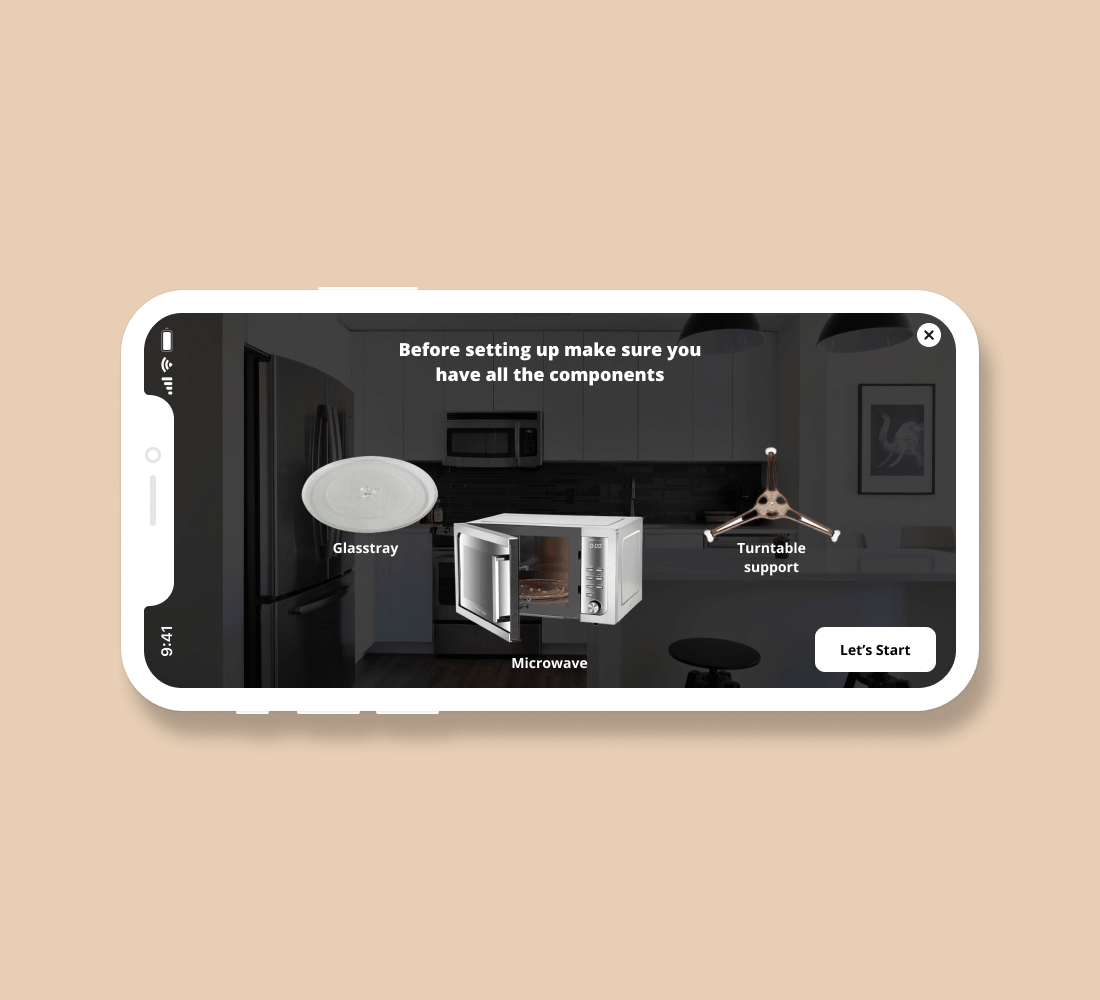 Before setting up make sure you
have all the components
Glasstray
Turntable
support
Microwave
Let's Start
9:41